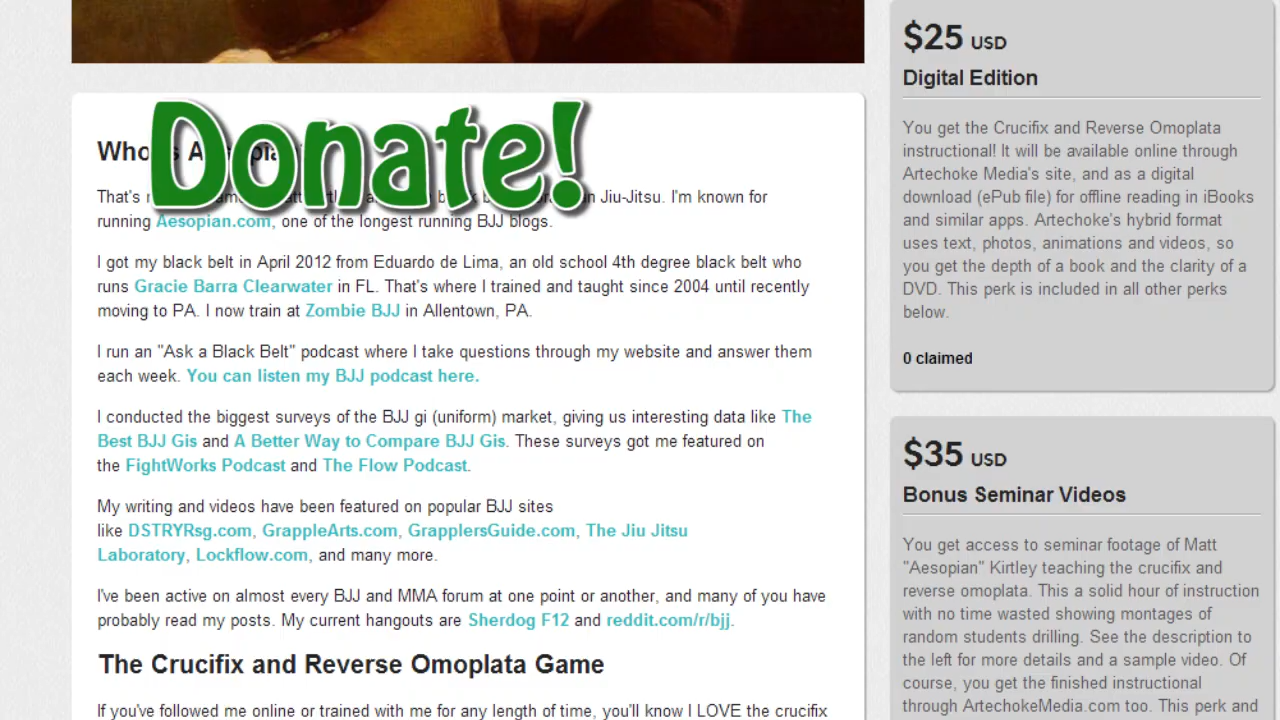 Donate!
Who
That's
an Jiu-Jitsu. I'm known for
running Aesopian.com, one of the longest running BJJ blogs.
I got my black belt in April 2012 from Eduardo de Lima, an old school 4th degree black belt who
runs Gracie Barra Clearwater in FL. That's where I trained and taught since 2004 until recently
moving to PA. I now train at Zombie BJJ in Allentown, PA.
I run an "Ask a Black Belt" podcast where I take questions through my website and answer them
each week. You can listen my BJJ podcast here.
I conducted the biggest surveys of the BJJ gi (uniform) market, giving us interesting data like The
Best BJJ Gis and A Better Way to Compare BJJ Gis. These surveys got me featured on
the FightWorks Podcast and The Flow Podcast.
My writing and videos have been featured on popular BJJ sites
like DSTRYRsg.com, GrappleArts.com, GrapplersGuide.com, The Jiu Jitsu
Laboratory, Lockflow.com, and many more.
I've been active on almost every BJJ and MMA forum at one point or another, and many of you have
probably read my posts. My current hangouts are Sherdog F12 and reddit.com/r/bjj.
The Crucifix and Reverse Omoplata Game
If you've followed me online or trained with me for any length of time, you'll know I LOVE the crucifix
$25 USD
Digital Edition
You get the Crucifix and Reverse Omoplata
instructional! It will be available online through
Artechoke Media's site, and as a digital
download (ePub file) for offline reading in iBooks
and similar apps. Artechoke's hybrid format
uses text, photos, animations and videos, so
you get the depth of a book and the clarity of a
DVD. This perk is included in all other perks
below.
0 claimed
$35 USD
Bonus Seminar Videos
You get access to seminar footage of Matt
"Aesopian" Kirtley teaching the crucifix and
reverse omoplata. This a solid hour of instruction
with no time wasted showing montages of
random students drilling. See the description to
the left for more details and a sample video. Of
course, you get the finished instructional
through ArtechokeMedia.com too. This perk and